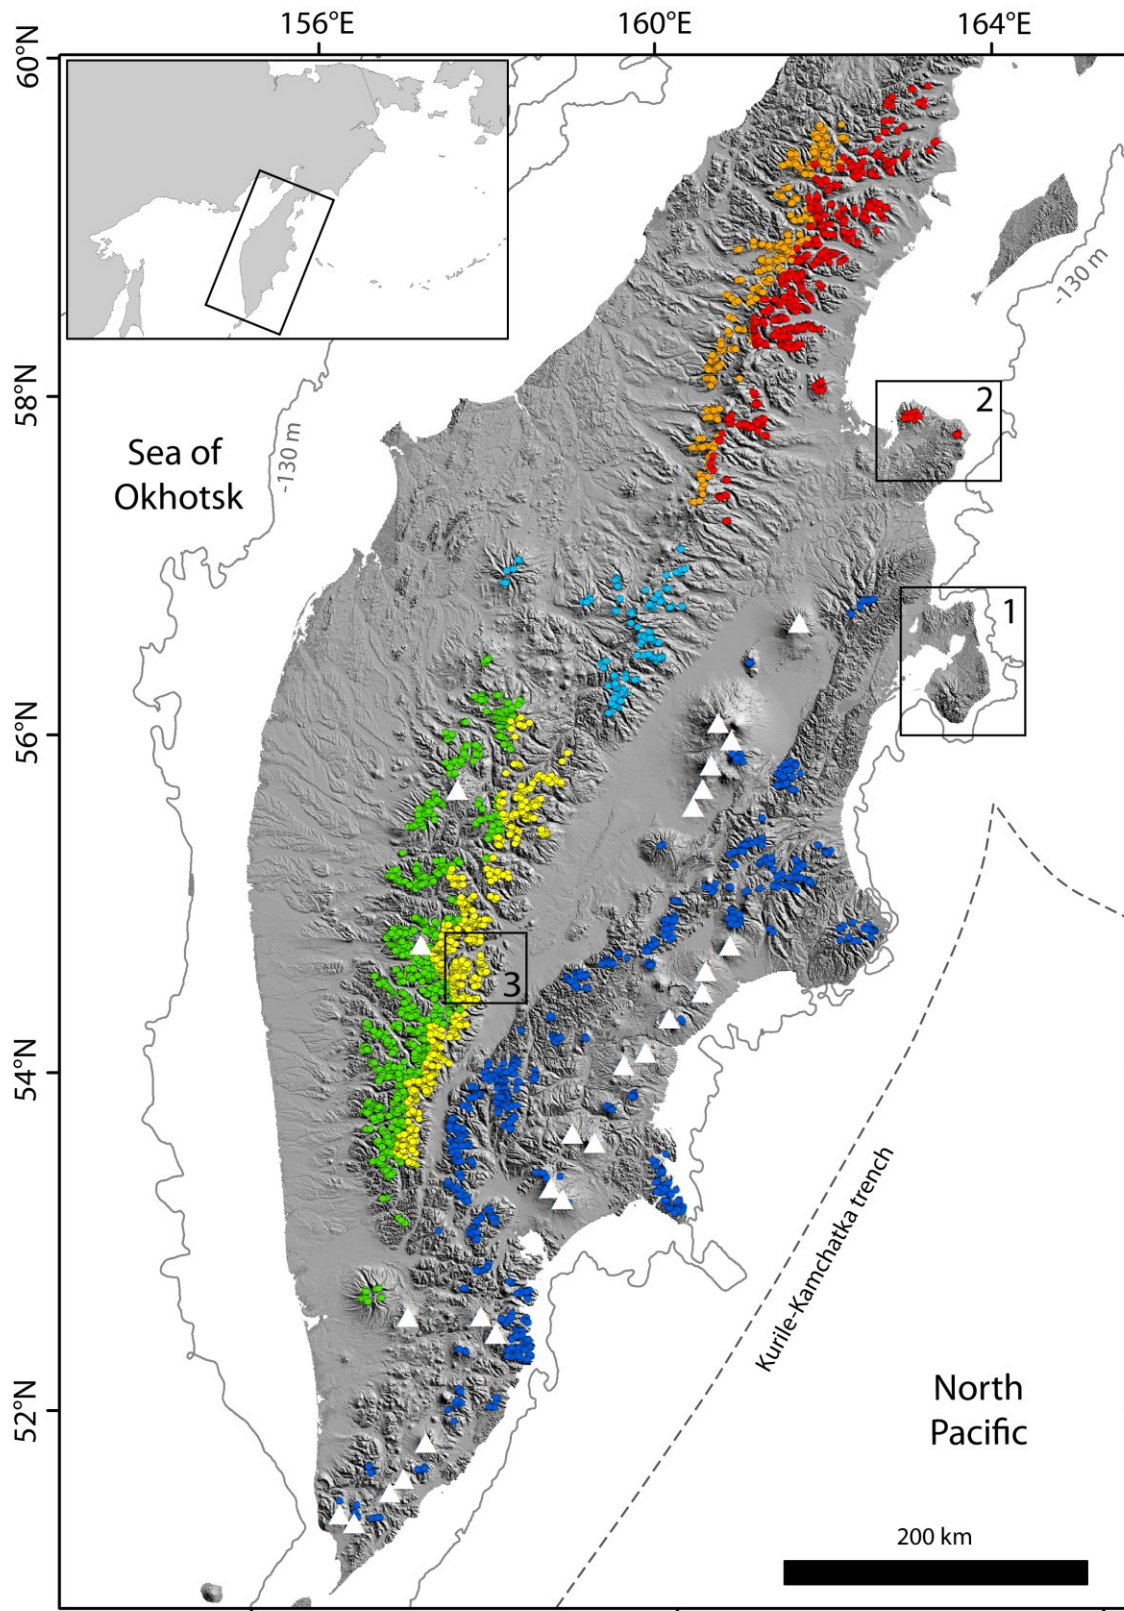 156°E
160°E
164°E
60°N
-130 m
58°N
2
Sea of
Okhotsk
-130 m
1
56°N
3
54°N
Kurile-Kamchatka trench
52°N
North
Pacific
200 km